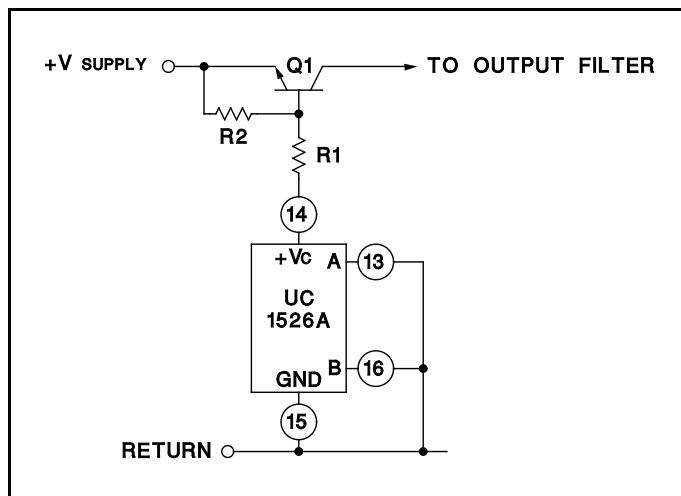 +V SUPPLY
Q1
TO OUTPUT FILTER
R2
R1
14
+VC
A
13
UC
1526A
B
16
GND
15
RETURN